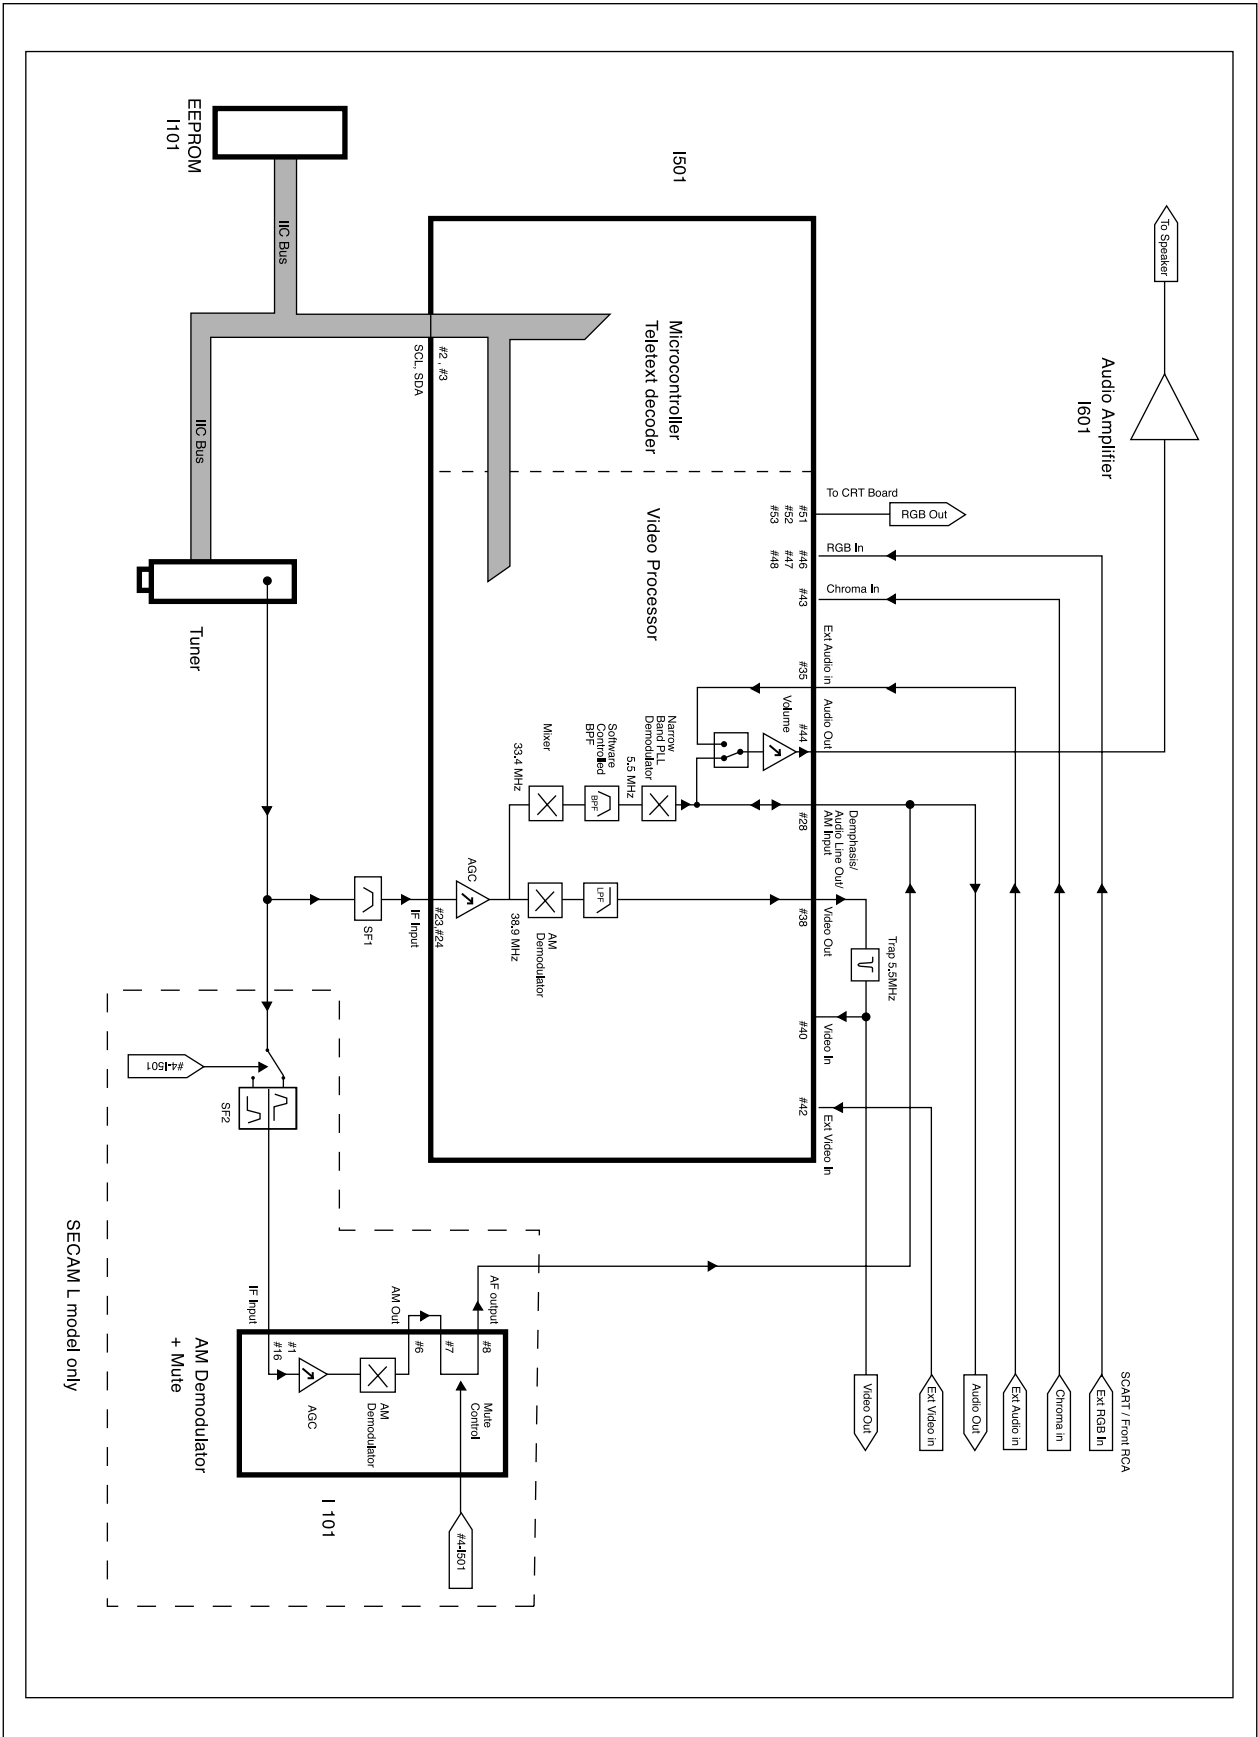 EEPROM
I101
IIC Bus
IIC Bus
Tuner
I501
SCL, SDA
#2 , #3
Microcontroller
Teletext decoder
Video Processor
To Speaker
Audio Amplifier
I601
To CRT Board
RGB Out
#51
#52
#53
RGB In
#46
#47
#48
Chroma In
#43
Ext Audio in
#35
Audio Out
#44
Volume
Demphasis/
Audio Line Out/
AM Input
#28
Video Out
#38
Trap 5.5MHz
Video In
#40
Ext Video In
#42
Narrow
Band PLL
Demodulator
5.5 MHz
Software
Controlled
BPF
BPF
Mixer
33.4 MHz
AGC
38.9 MHz
AM
Demodulator
LPF
#23,#24
IF Input
SF1
#4-I501
SF2
SECAM L model only
IF Input
#1
#16
AGC
AM
Demodulator
AM Out
#6
#7
AF output
#8
Mute
Control
AM Demodulator
+ Mute
I 101
#4-I501
SCART / Front RCA
Ext RGB In
Chroma in
Ext Audio in
Audio Out
Ext Video in
Video Out